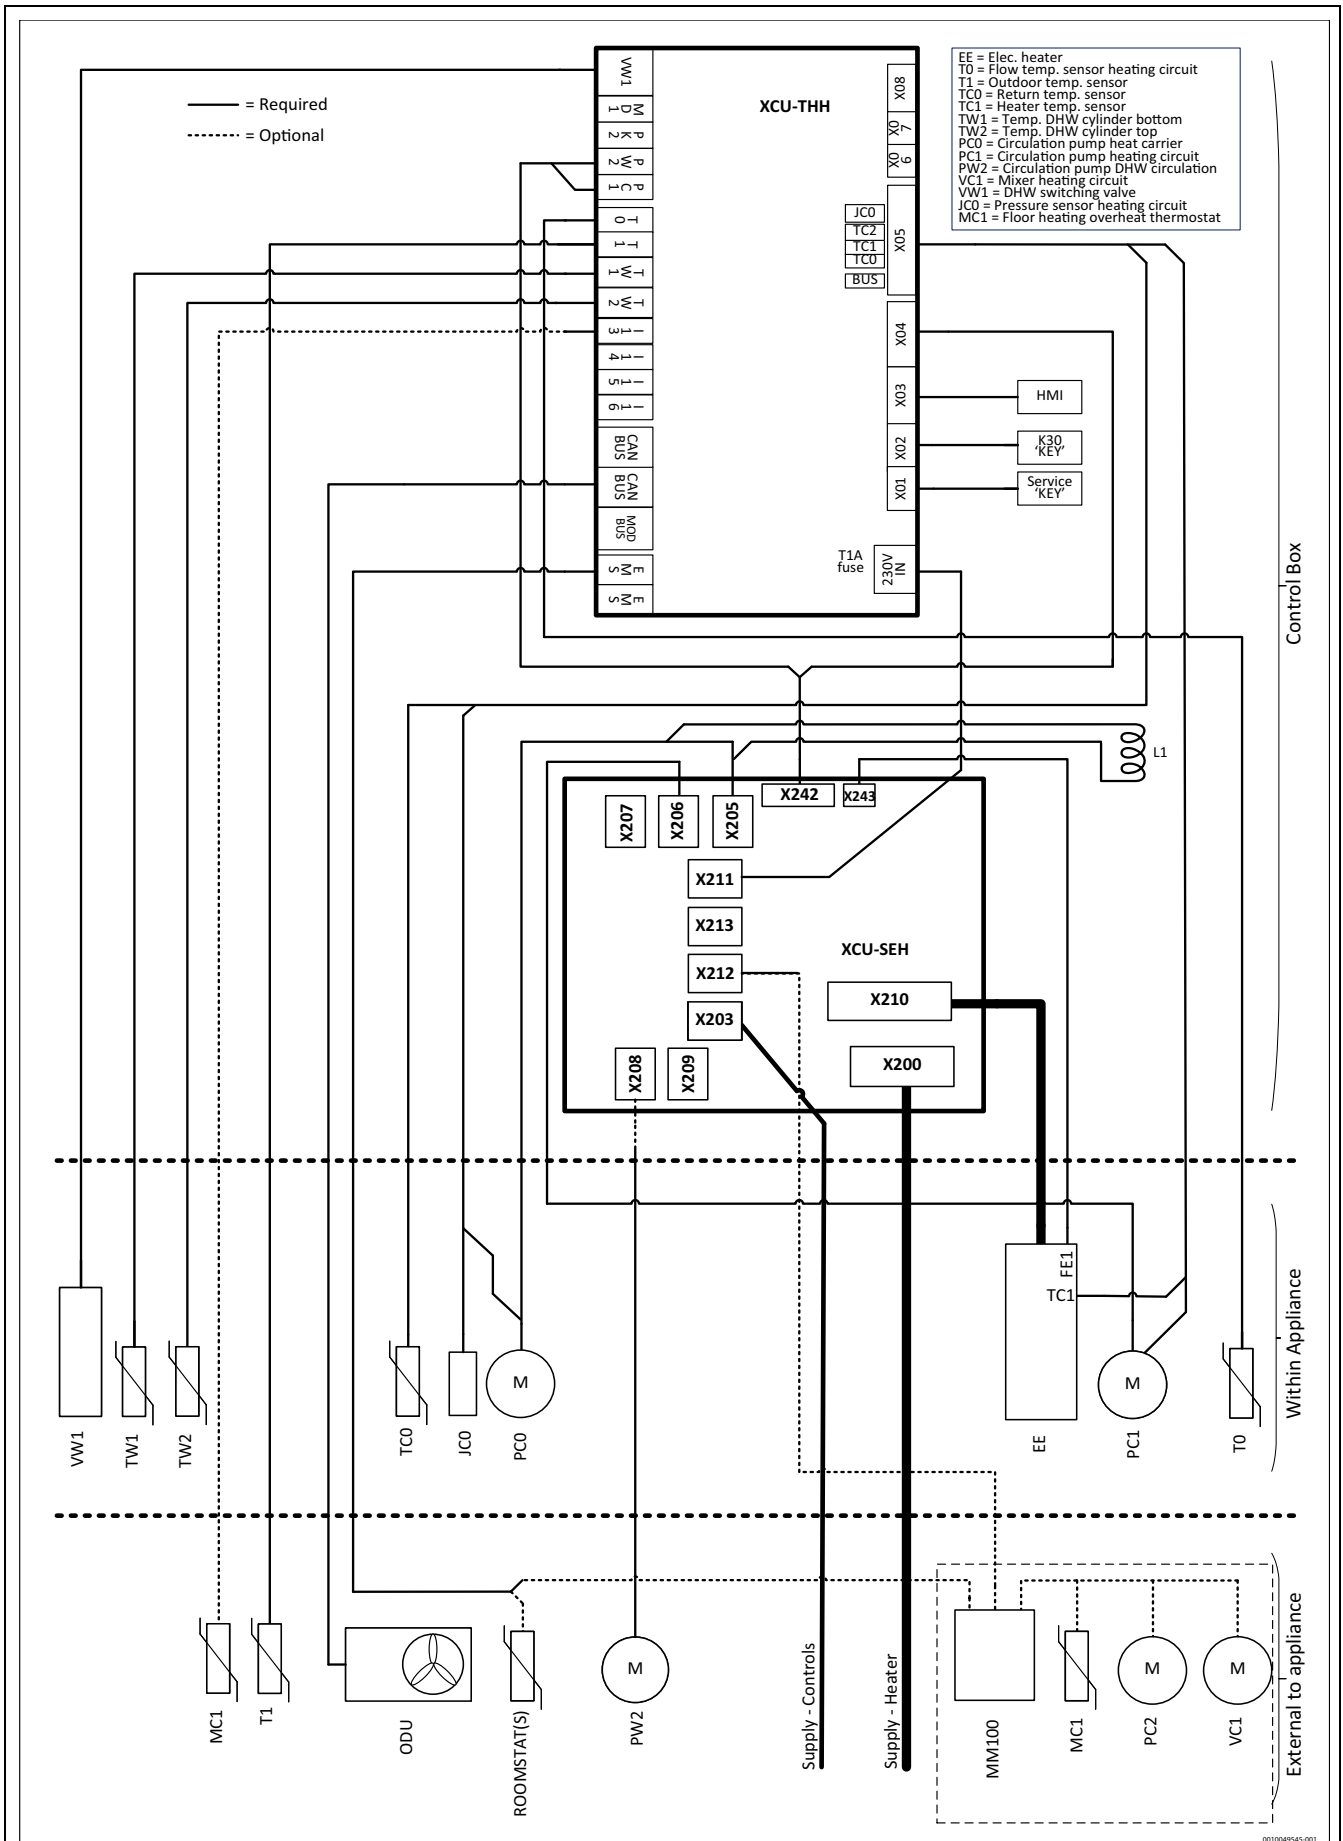 = Required
= Optional
XCU-THH
EE = Elec. heater
T0 = Flow temp. sensor heating circuit
T1 = Outdoor temp. sensor
TC0 = Return temp. sensor
TC1 = Heater temp. sensor
TW1 = Temp. DHW cylinder bottom
TW2 = Temp. DHW cylinder top
PC0 = Circulation pump heat carrier
PC1 = Circulation pump heating circuit
PW2 = Circulation pump DHW circulation
VC1 = Mixer heating circuit
VW1 = DHW switching valve
JC0 = Pressure sensor heating circuit
MC1 = Floor heating overheat thermostat
VW1
MD1
PK2
PW2
PC1
T0
T1
TW1
TW2
I13
I14
I15
I16
CAN BUS
CAN BUS
MOD BUS
EMS
EMS
X08
X07
X06
X05
X04
X03
X02
X01
230V IN
T1A
fuse
JC0
TC2
TC1
TC0
BUS
HMI
K30
'KEY'
Service
'KEY'
Control Box
L1
X207
X206
X205
X242
X243
X211
X213
X212
X203
XCU-SEH
X210
X200
X208
X209
FE1
TC1
M
M
VW1
TW1
TW2
TC0
JC0
PC0
EE
PC1
T0
Within Appliance
M
M
M
MC1
T1
ODU
ROOMSTAT(S)
PW2
Supply - Controls
Supply - Heater
MM100
MC1
PC2
VC1
External to appliance
0010049545-001